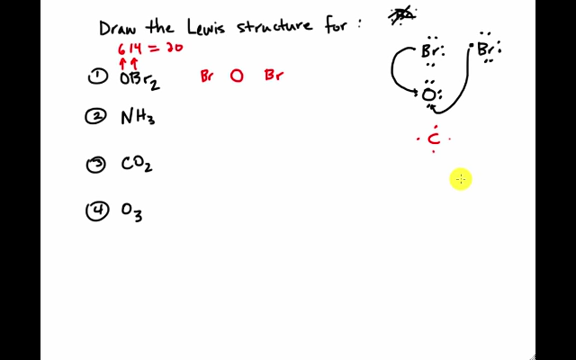 Draw the Lewis structure for :
6 14 = 20
① OBr₂ Br O Br
② NH₃
③ CO₂
④ O₃
Br Br
O
C